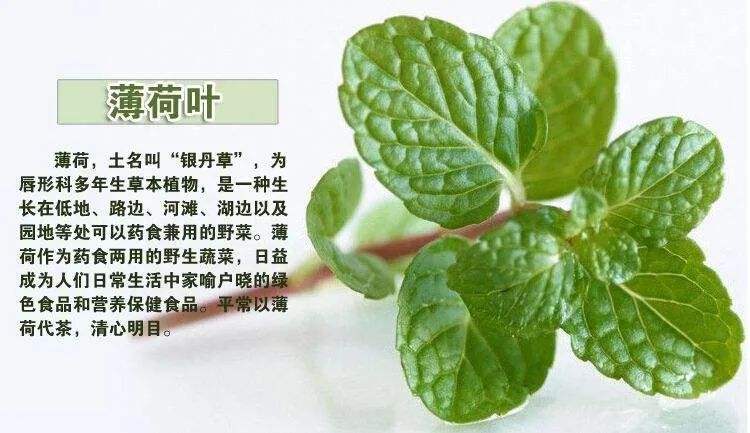 薄荷叶
薄荷，土名叫“银丹草”，为
唇形科多年生草本植物，是一种生
长在低地、路边、河滩、湖边以及
园地等处可以药食兼用的野菜。薄
荷作为药食两用的野生蔬菜，日益
成为人们日常生活中家喻户晓的绿
色食品和营养保健食品。平常以薄
荷代茶，清心明目。